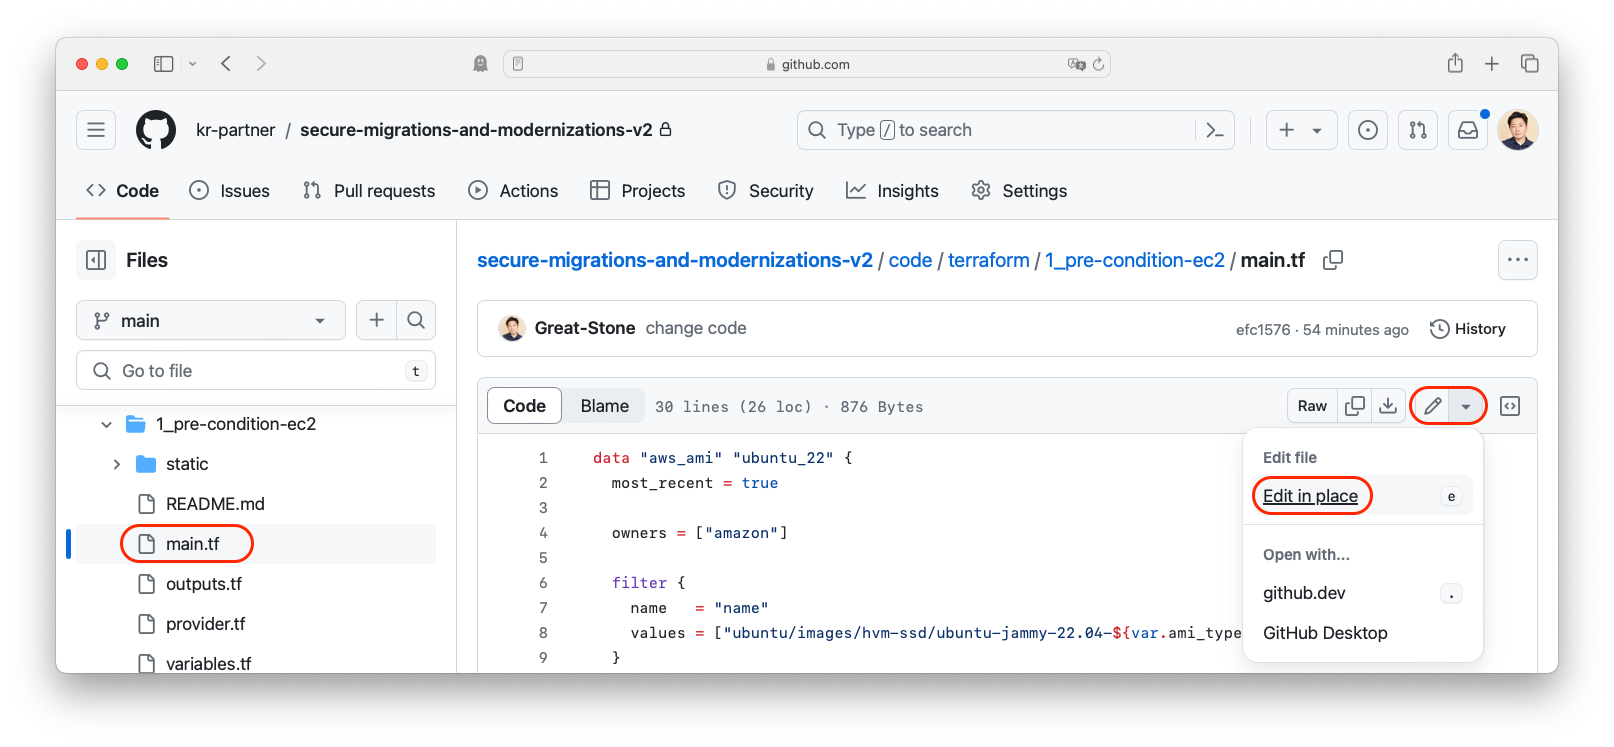 github.com
kr-partner / secure-migrations-and-modernizations-v2
Type / to search
Code Issues Pull requests Actions Projects Security Insights Settings
Files
main
Go to file t
1_pre-condition-ec2
static
README.md
main.tf
outputs.tf
provider.tf
variables.tf
secure-migrations-and-modernizations-v2 / code / terraform / 1_pre-condition-ec2 / main.tf
Great-Stone change code efc1576 · 54 minutes ago History
Code Blame 30 lines (26 loc) · 876 Bytes Raw
1 data "aws_ami" "ubuntu_22" {
2 most_recent = true
3
4 owners = ["amazon"]
5
6 filter {
7 name = "name"
8 values = ["ubuntu/images/hvm-ssd/ubuntu-jammy-22.04-${var.ami_type
9 }
Edit file
Edit in place e
Open with...
github.dev .
GitHub Desktop